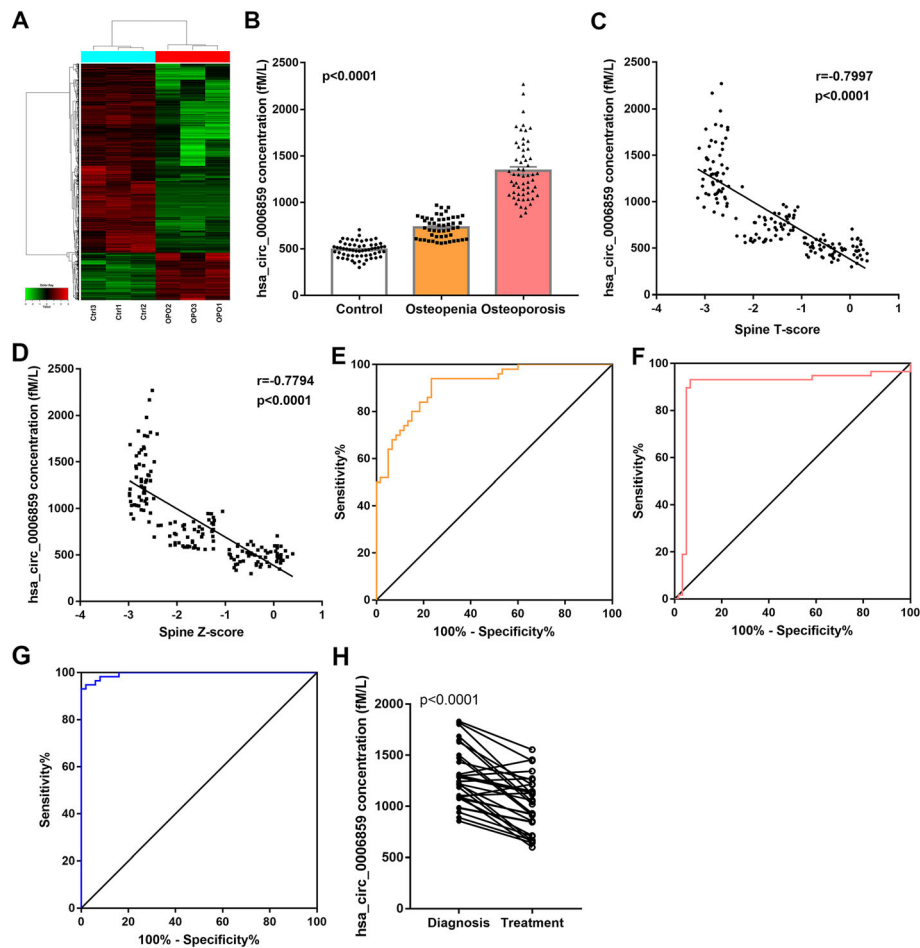 A
Color Key
Value
Ctrl3
Ctrl1
Ctrl2
OPO2
OPO3
OPO1
B
p<0.0001
hsa_circ_0006859 concentration (fM/L)
2500
2000
1500
1000
500
0
Control
Osteopenia
Osteoporosis
C
r=-0.7997
p<0.0001
hsa_circ_0006859 concentration (fM/L)
2500
2000
1500
1000
500
0
-4 -3 -2 -1 0 1
Spine T-score
D
r=-0.7794
p<0.0001
hsa_circ_0006859 concentration (fM/L)
2500
2000
1500
1000
500
0
-4 -3 -2 -1 0 1
Spine Z-score
E
Sensitivity%
100
80
60
40
20
0
0 20 40 60 80 100
100% - Specificity%
F
Sensitivity%
100
80
60
40
20
0
0 20 40 60 80 100
100% - Specificity%
G
Sensitivity%
100
80
60
40
20
0
0 20 40 60 80 100
100% - Specificity%
H
p<0.0001
hsa_circ_0006859 concentration (fM/L)
2000
1500
1000
500
0
Diagnosis Treatment